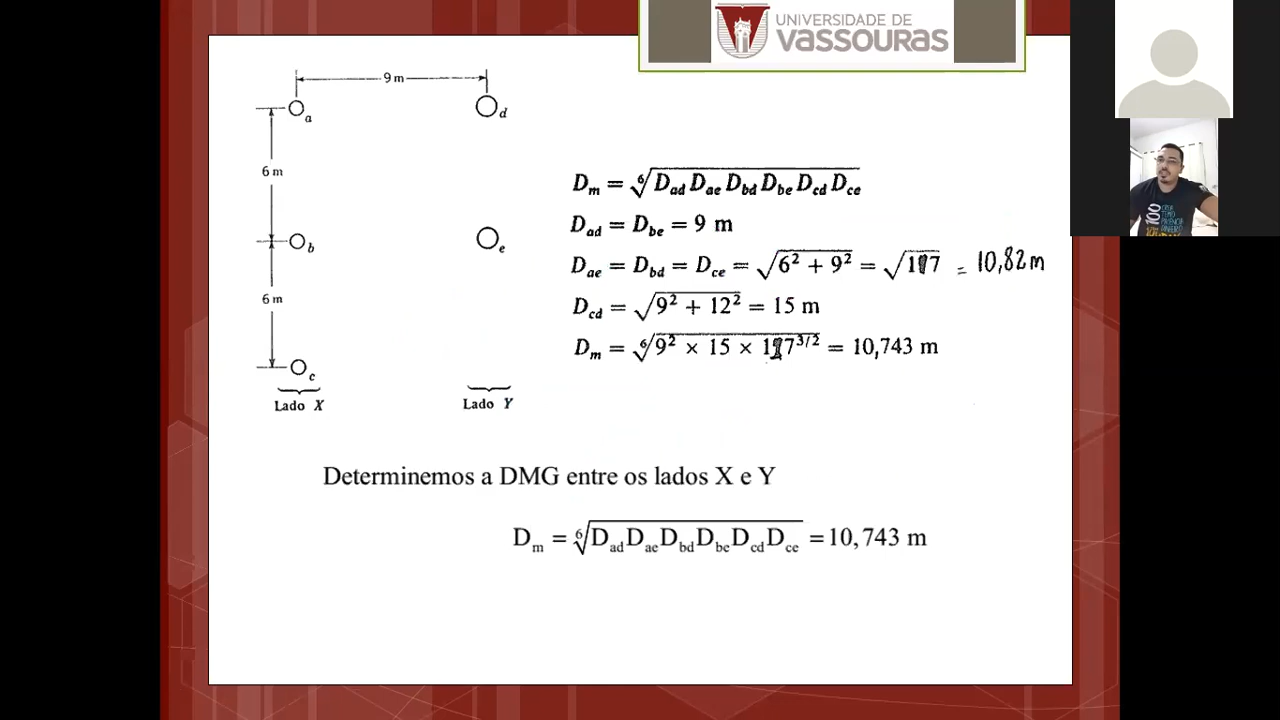 UNIVERSIDADE DE
VASSOURAS
9 m
a
d
6 m
b
e
6 m
c
Lado X
Lado Y
D_m = ⁶√(D_ad D_ae D_bd D_be D_cd D_ce)
D_ad = D_be = 9 m
D_ae = D_bd = D_ce = √(6² + 9²) = √117 = 10,82 m
D_cd = √(9² + 12²) = 15 m
D_m = ⁶√(9² × 15 × 117^(3/2)) = 10,743 m
Determinemos a DMG entre os lados X e Y
D_m = ⁶√(D_ad D_ae D_bd D_be D_cd D_ce) = 10,743 m
100